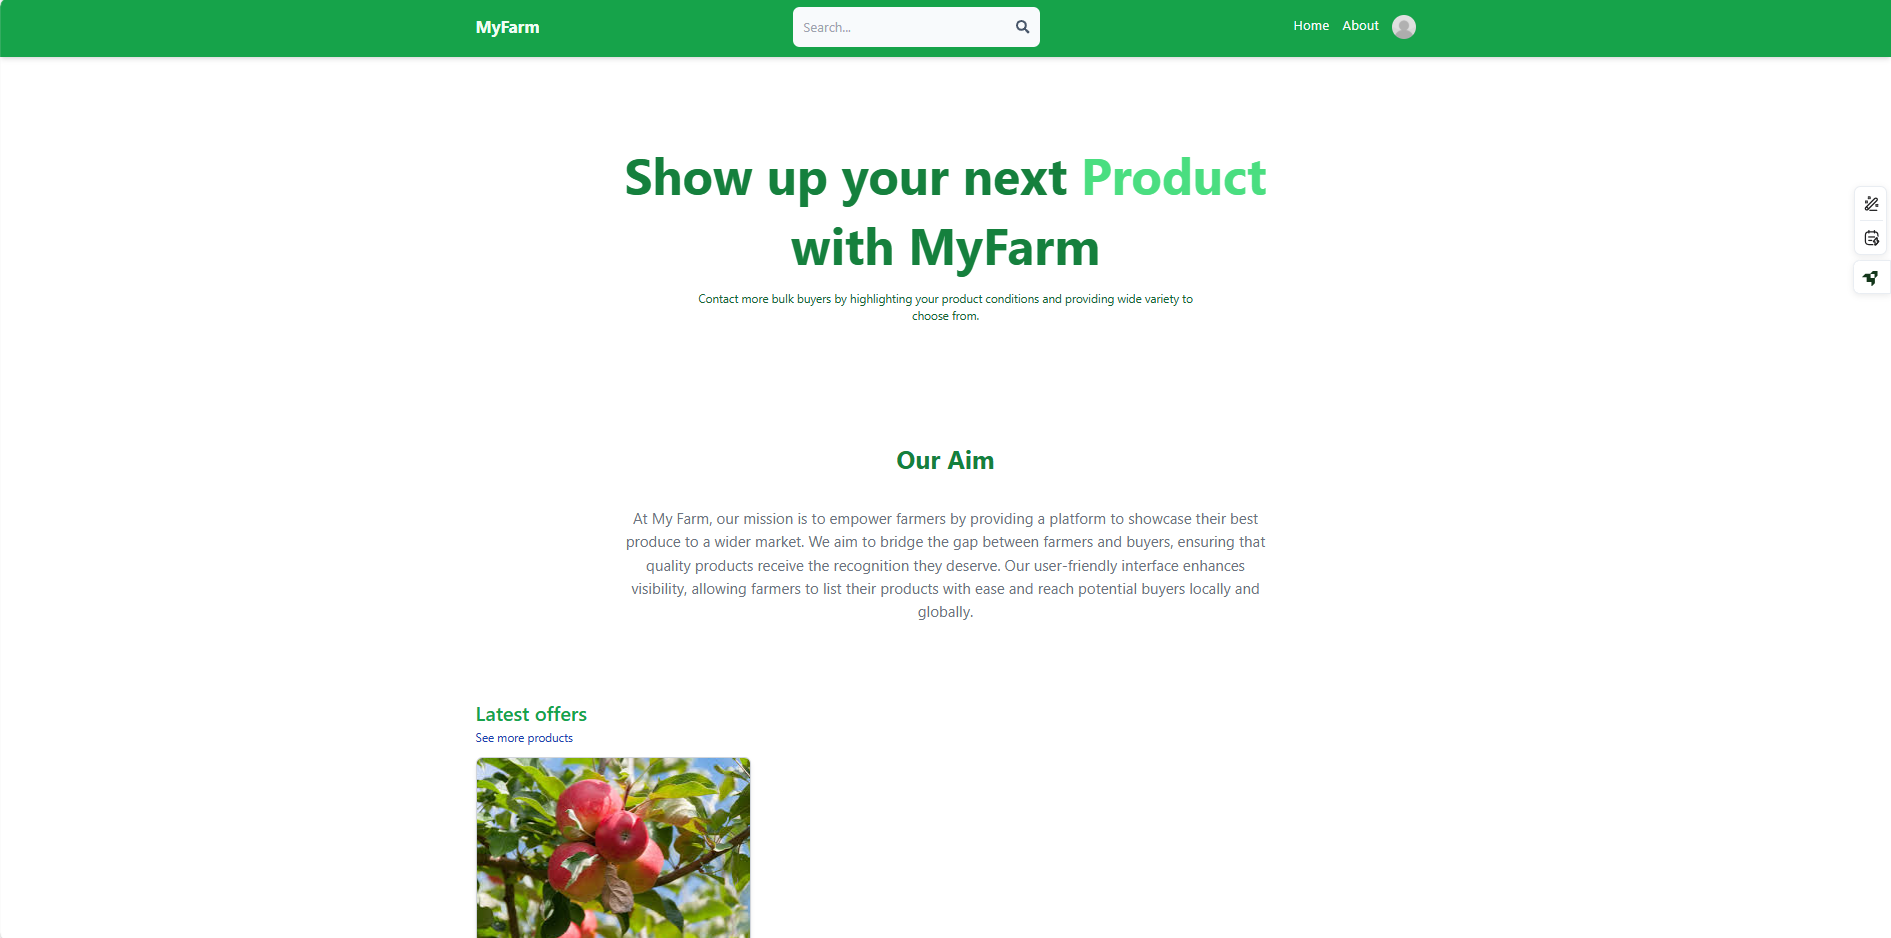 MyFarm
Search...
Home
About
Show up your next Product
with MyFarm
Contact more bulk buyers by highlighting your product conditions and providing wide variety to
choose from.
Our Aim
At My Farm, our mission is to empower farmers by providing a platform to showcase their best
produce to a wider market. We aim to bridge the gap between farmers and buyers, ensuring that
quality products receive the recognition they deserve. Our user-friendly interface enhances
visibility, allowing farmers to list their products with ease and reach potential buyers locally and
globally.
Latest offers
See more products